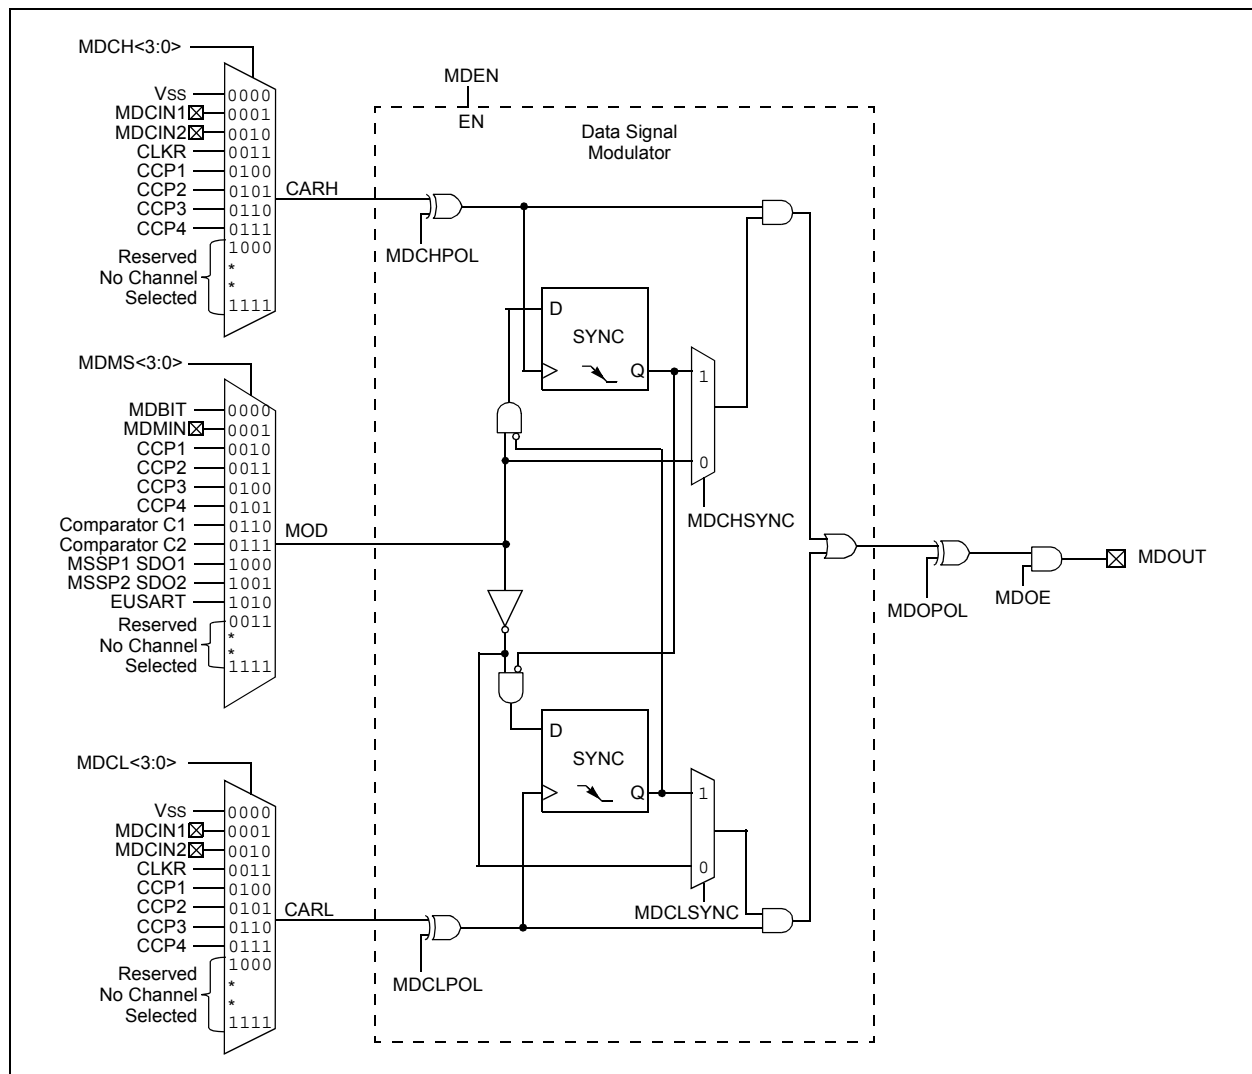 MDCH<3:0>
VSS 0000
MDCIN1 0001
MDCIN2 0010
CLKR 0011
CCP1 0100
CCP2 0101
CCP3 0110
CCP4 0111
Reserved
No Channel
Selected
1000
*
*
1111
CARH
MDEN
EN
Data Signal
Modulator
MDCHPOL
D
SYNC
Q
1
0
MDCHSYNC
MDMS<3:0>
MDBIT 0000
MDMIN 0001
CCP1 0010
CCP2 0011
CCP3 0100
CCP4 0101
Comparator C1 0110
Comparator C2 0111
MSSP1 SDO1 1000
MSSP2 SDO2 1001
EUSART 1010
Reserved
No Channel
Selected
0011
*
*
1111
MOD
MDOPOL
MDOE
MDOUT
D
SYNC
Q
1
0
MDCLSYNC
MDCL<3:0>
VSS 0000
MDCIN1 0001
MDCIN2 0010
CLKR 0011
CCP1 0100
CCP2 0101
CCP3 0110
CCP4 0111
Reserved
No Channel
Selected
1000
*
*
1111
CARL
MDCLPOL